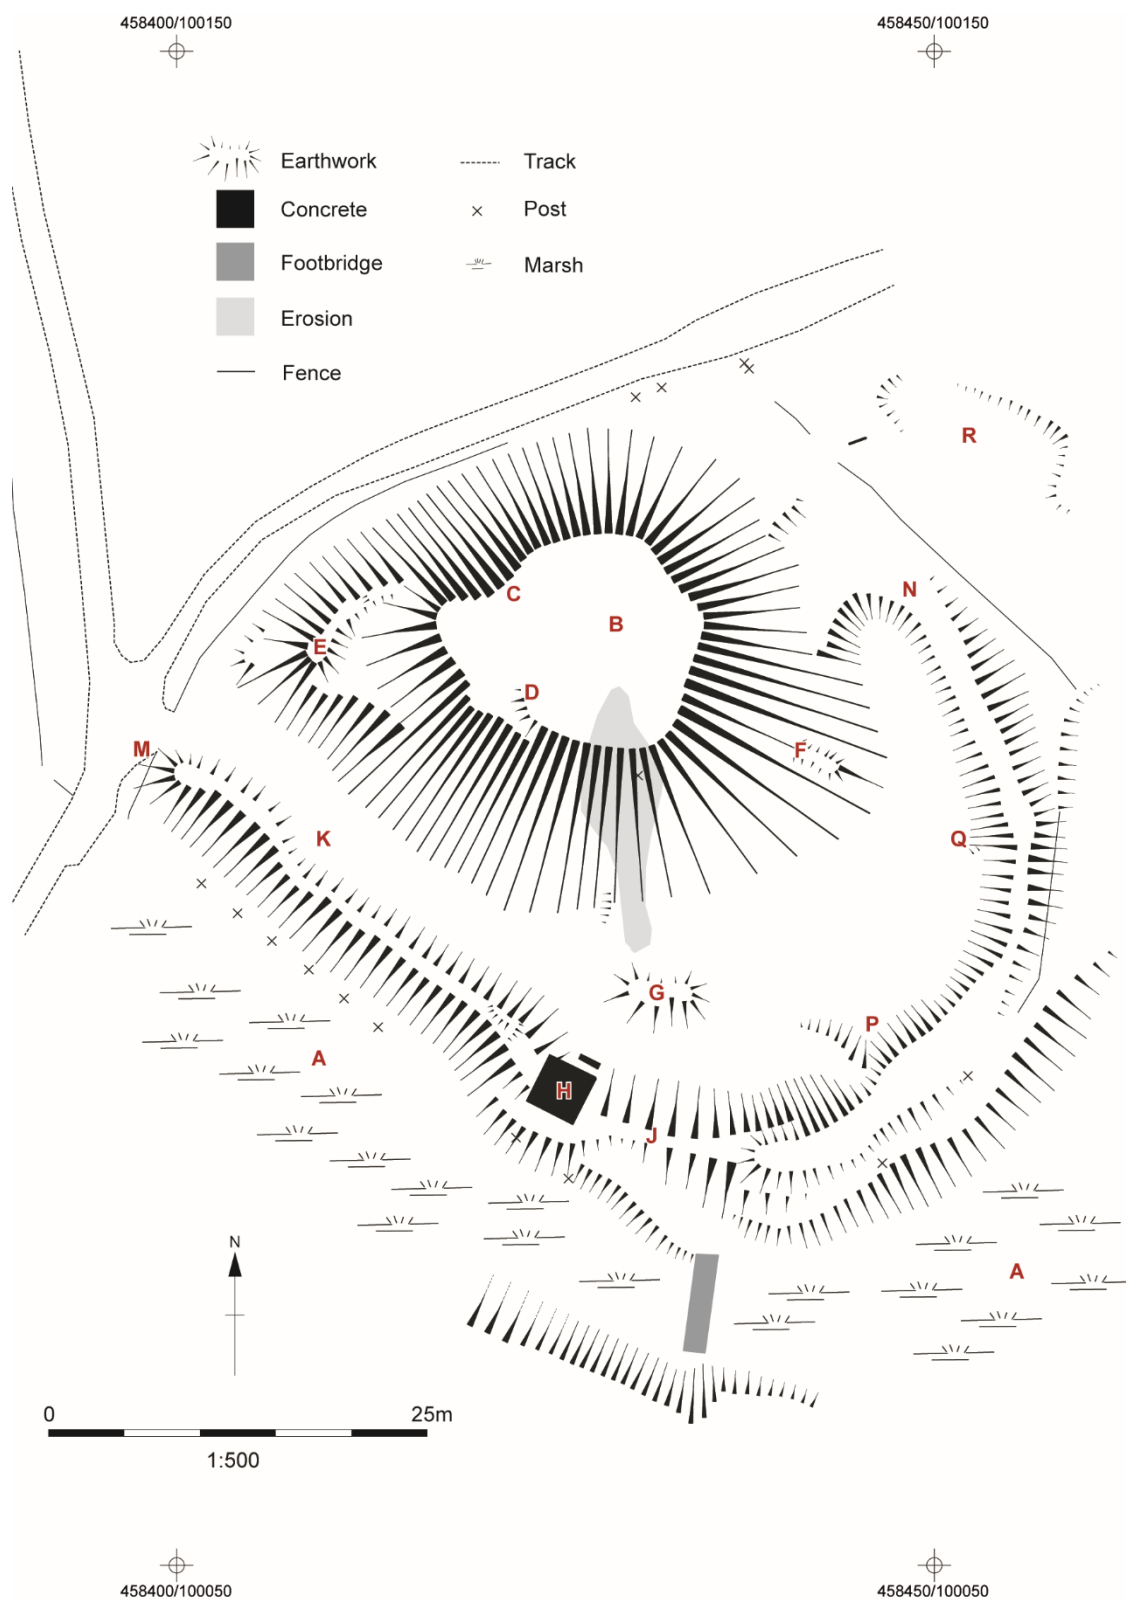 458400/100150
458450/100150
Earthwork
Track
Concrete
Post
Footbridge
Marsh
Erosion
Fence
R
C
B
N
E
D
M
F
K
Q
G
P
A
H
J
N
A
0
25m
1:500
458400/100050
458450/100050